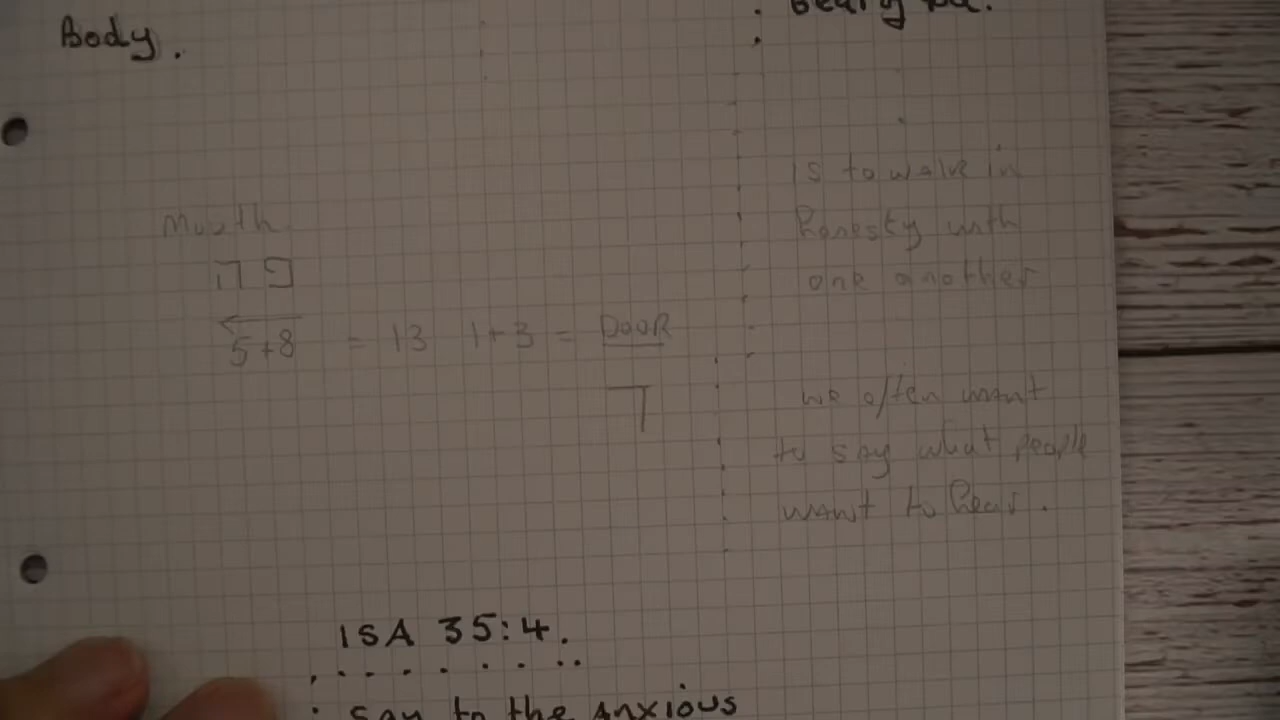 Body.
Mouth
פה
5+8 = 13 1+3 = DOOR
ד
is to walk in
honesty with
one another
we often want
to say what people
want to hear.
ISA 35:4.
say to the anxious